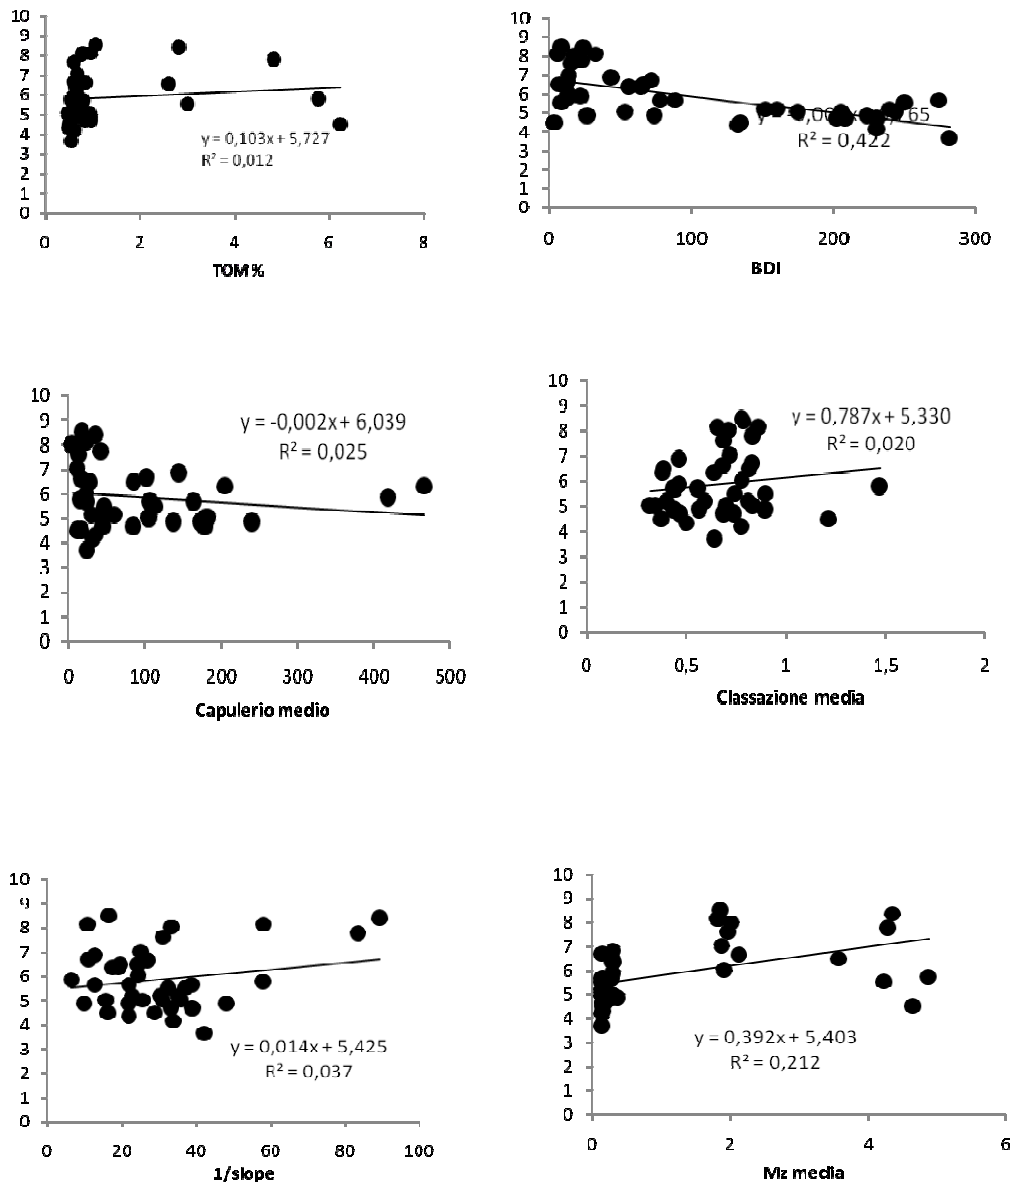 10
9
8
7
6
5
4
3
2
1
0
y = 0,103x + 5,727
R² = 0,012
0 2 4 6 8
TOM %
10
9
8
7
6
5
4
3
2
1
0
R² = 0,422
0 100 200 300
BDI
10
9
8
7
6
5
4
3
2
1
0
y = -0,002x + 6,039
R² = 0,025
0 100 200 300 400 500
Capulerio medio
10
9
8
7
6
5
4
3
2
1
0
y = 0,787x + 5,330
R² = 0,020
0 0,5 1 1,5 2
Classazione media
10
9
8
7
6
5
4
3
2
1
0
y = 0,014x + 5,425
R² = 0,037
0 20 40 60 80 100
1/slope
10
9
8
7
6
5
4
3
2
1
0
y = 0,392x + 5,403
R² = 0,212
0 2 4 6
Mz media